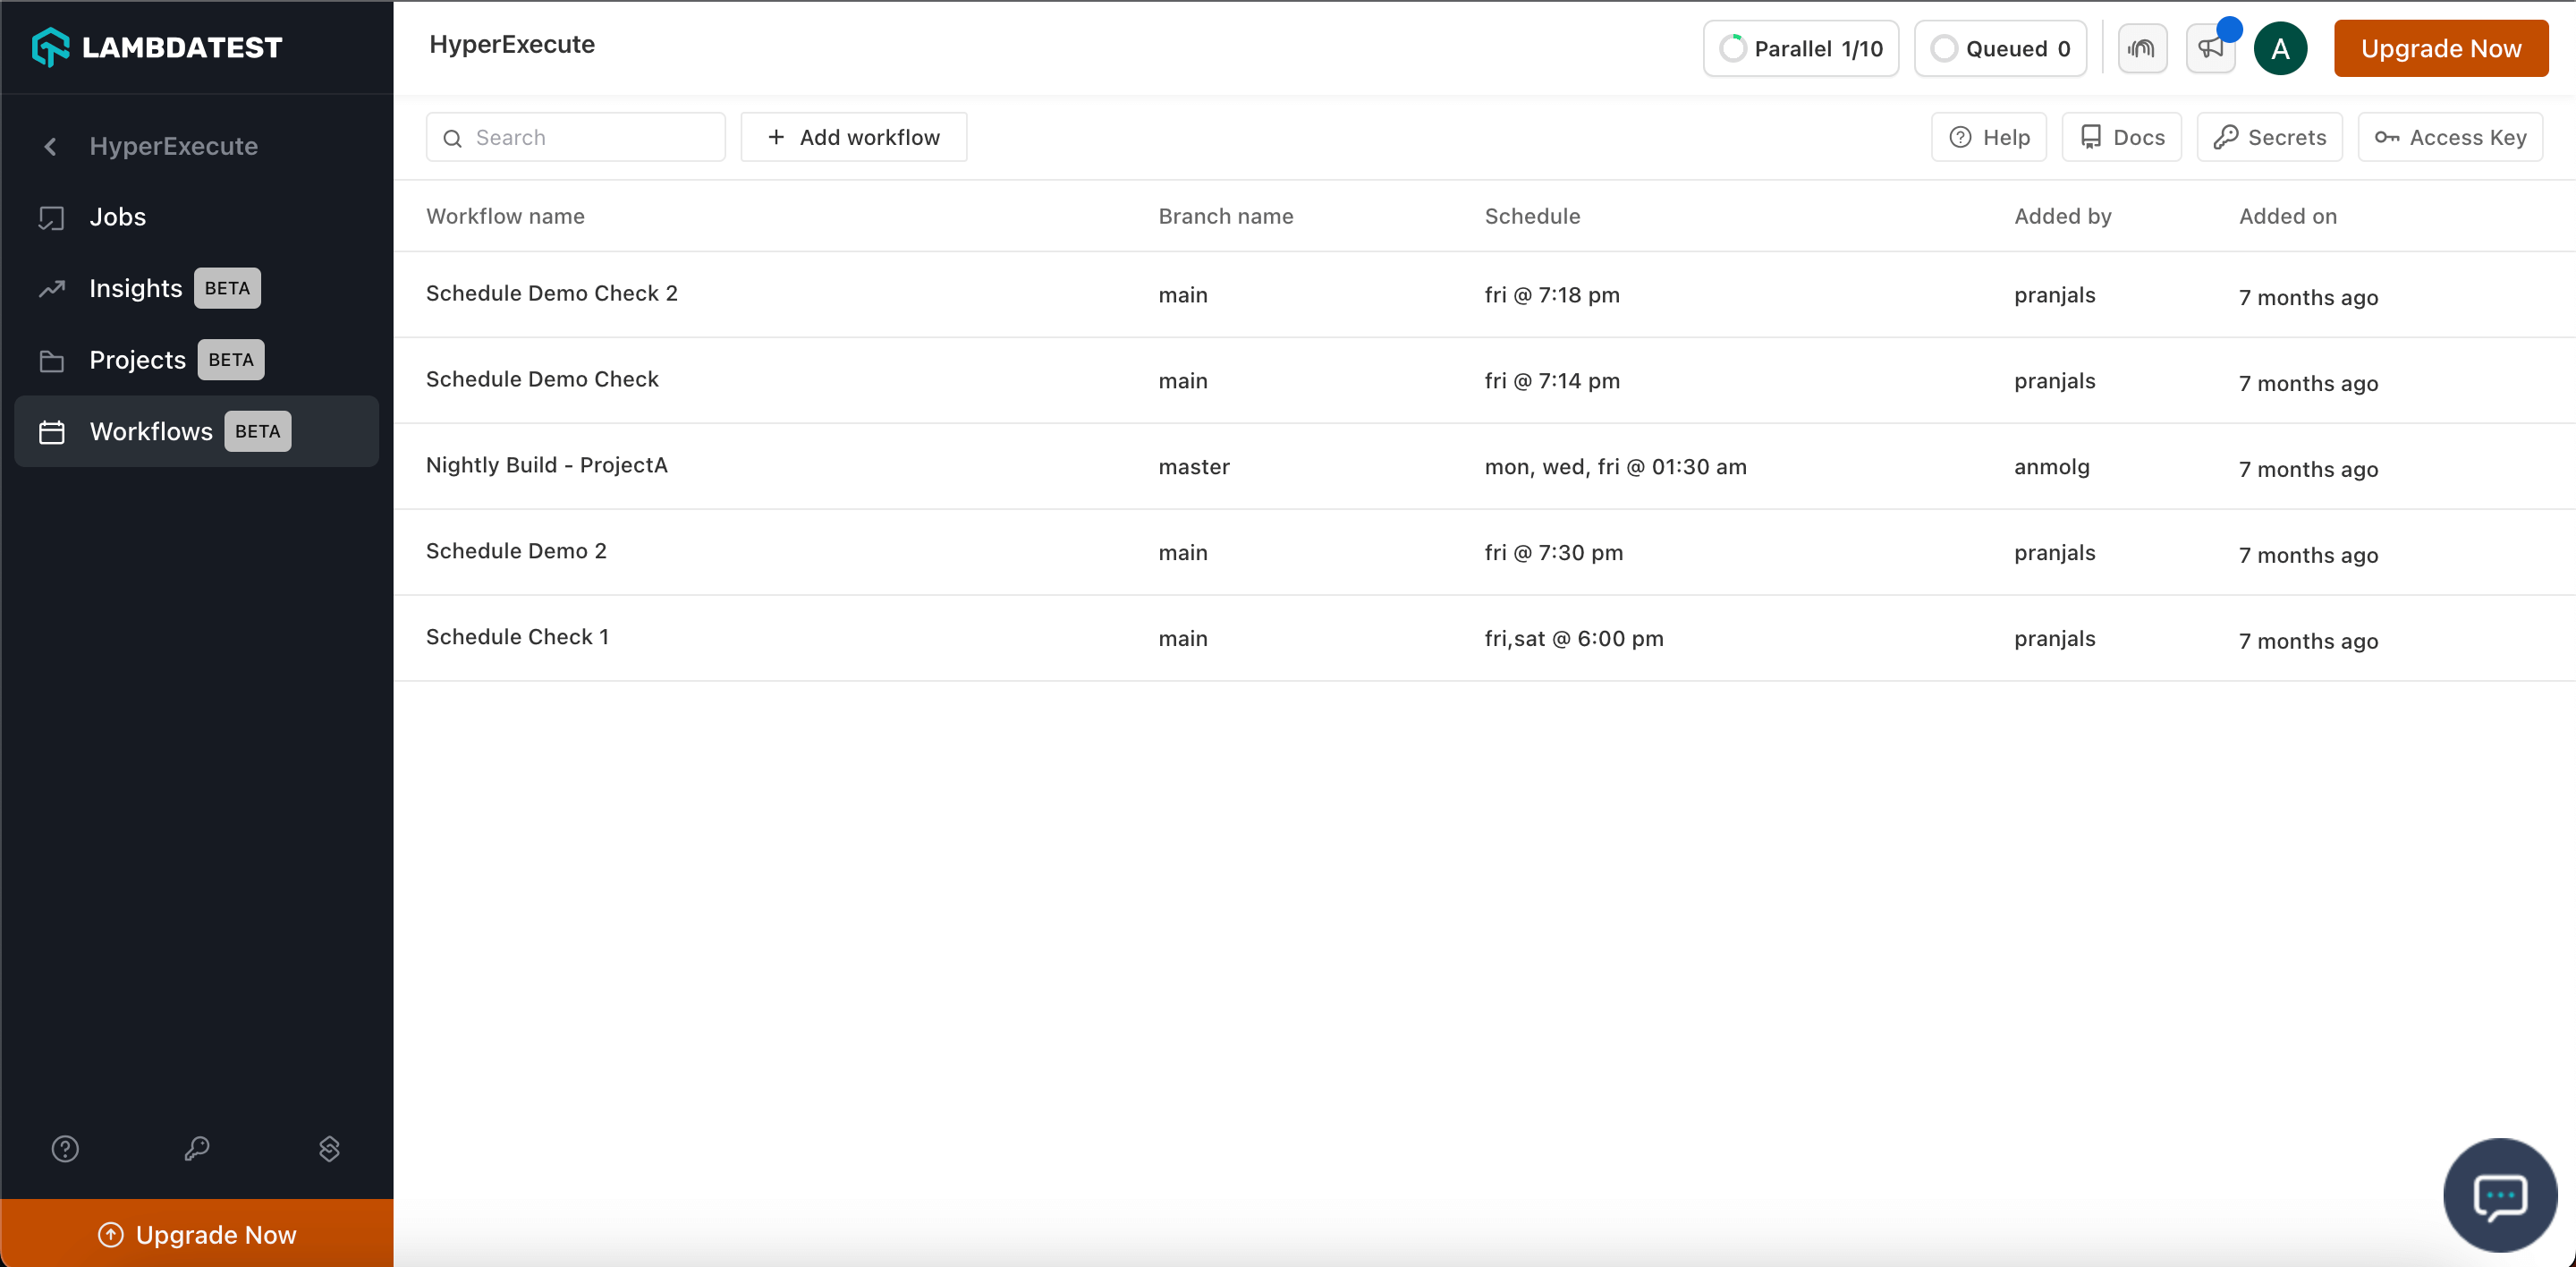 LAMBDATEST
HyperExecute
Parallel 1/10
Queued 0
A
Upgrade Now
HyperExecute
Jobs
Insights BETA
Projects BETA
Workflows BETA
Search
+ Add workflow
Help
Docs
Secrets
Access Key
Workflow name Branch name Schedule Added by Added on
Schedule Demo Check 2 main fri @ 7:18 pm pranjals 7 months ago
Schedule Demo Check main fri @ 7:14 pm pranjals 7 months ago
Nightly Build - ProjectA master mon, wed, fri @ 01:30 am anmolg 7 months ago
Schedule Demo 2 main fri @ 7:30 pm pranjals 7 months ago
Schedule Check 1 main fri,sat @ 6:00 pm pranjals 7 months ago
Upgrade Now